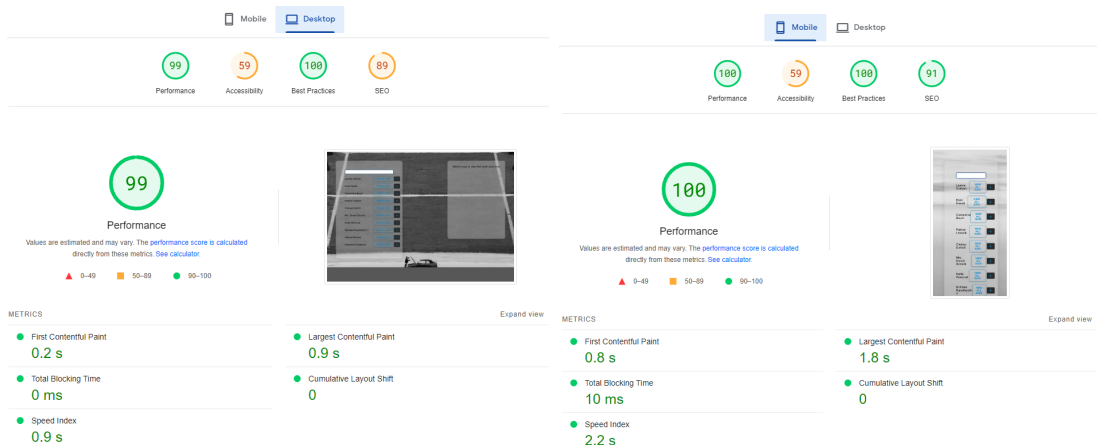 Mobile Desktop
99 59 100 89
Performance Accessibility Best Practices SEO
99
Performance
Values are estimated and may vary. The performance score is calculated
directly from these metrics. See calculator.
0–49 50–89 90–100
METRICS Expand view
First Contentful Paint Largest Contentful Paint
0.2 s 0.9 s
Total Blocking Time Cumulative Layout Shift
0 ms 0
Speed Index
0.9 s
Mobile Desktop
100 59 100 91
Performance Accessibility Best Practices SEO
100
Performance
Values are estimated and may vary. The performance score is calculated
directly from these metrics. See calculator.
0–49 50–89 90–100
METRICS Expand view
First Contentful Paint Largest Contentful Paint
0.8 s 1.8 s
Total Blocking Time Cumulative Layout Shift
10 ms 0
Speed Index
2.2 s